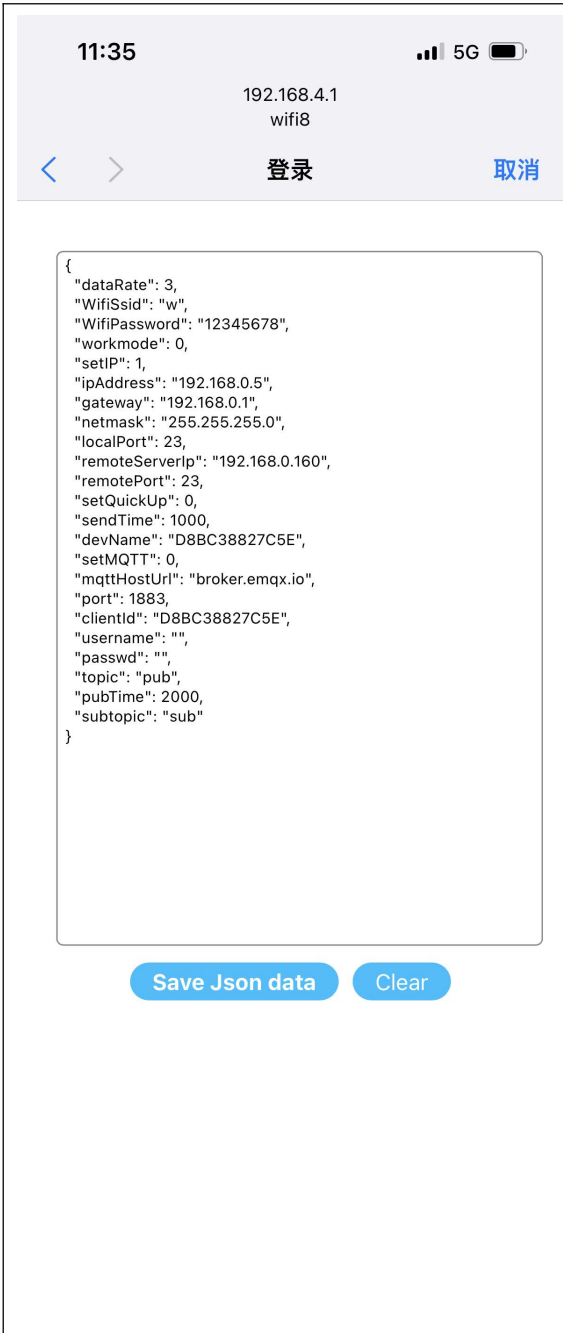 11:35
5G
192.168.4.1
wifi8
登录
取消
{
"dataRate": 3,
"WifiSsid": "w",
"WifiPassword": "12345678",
"workmode": 0,
"setIP": 1,
"ipAddress": "192.168.0.5",
"gateway": "192.168.0.1",
"netmask": "255.255.255.0",
"localPort": 23,
"remoteServerIp": "192.168.0.160",
"remotePort": 23,
"setQuickUp": 0,
"sendTime": 1000,
"devName": "D8BC38827C5E",
"setMQTT": 0,
"mqttHostUrl": "broker.emqx.io",
"port": 1883,
"clientId": "D8BC38827C5E",
"username": "",
"passwd": "",
"topic": "pub",
"pubTime": 2000,
"subtopic": "sub"
}
Save Json data
Clear